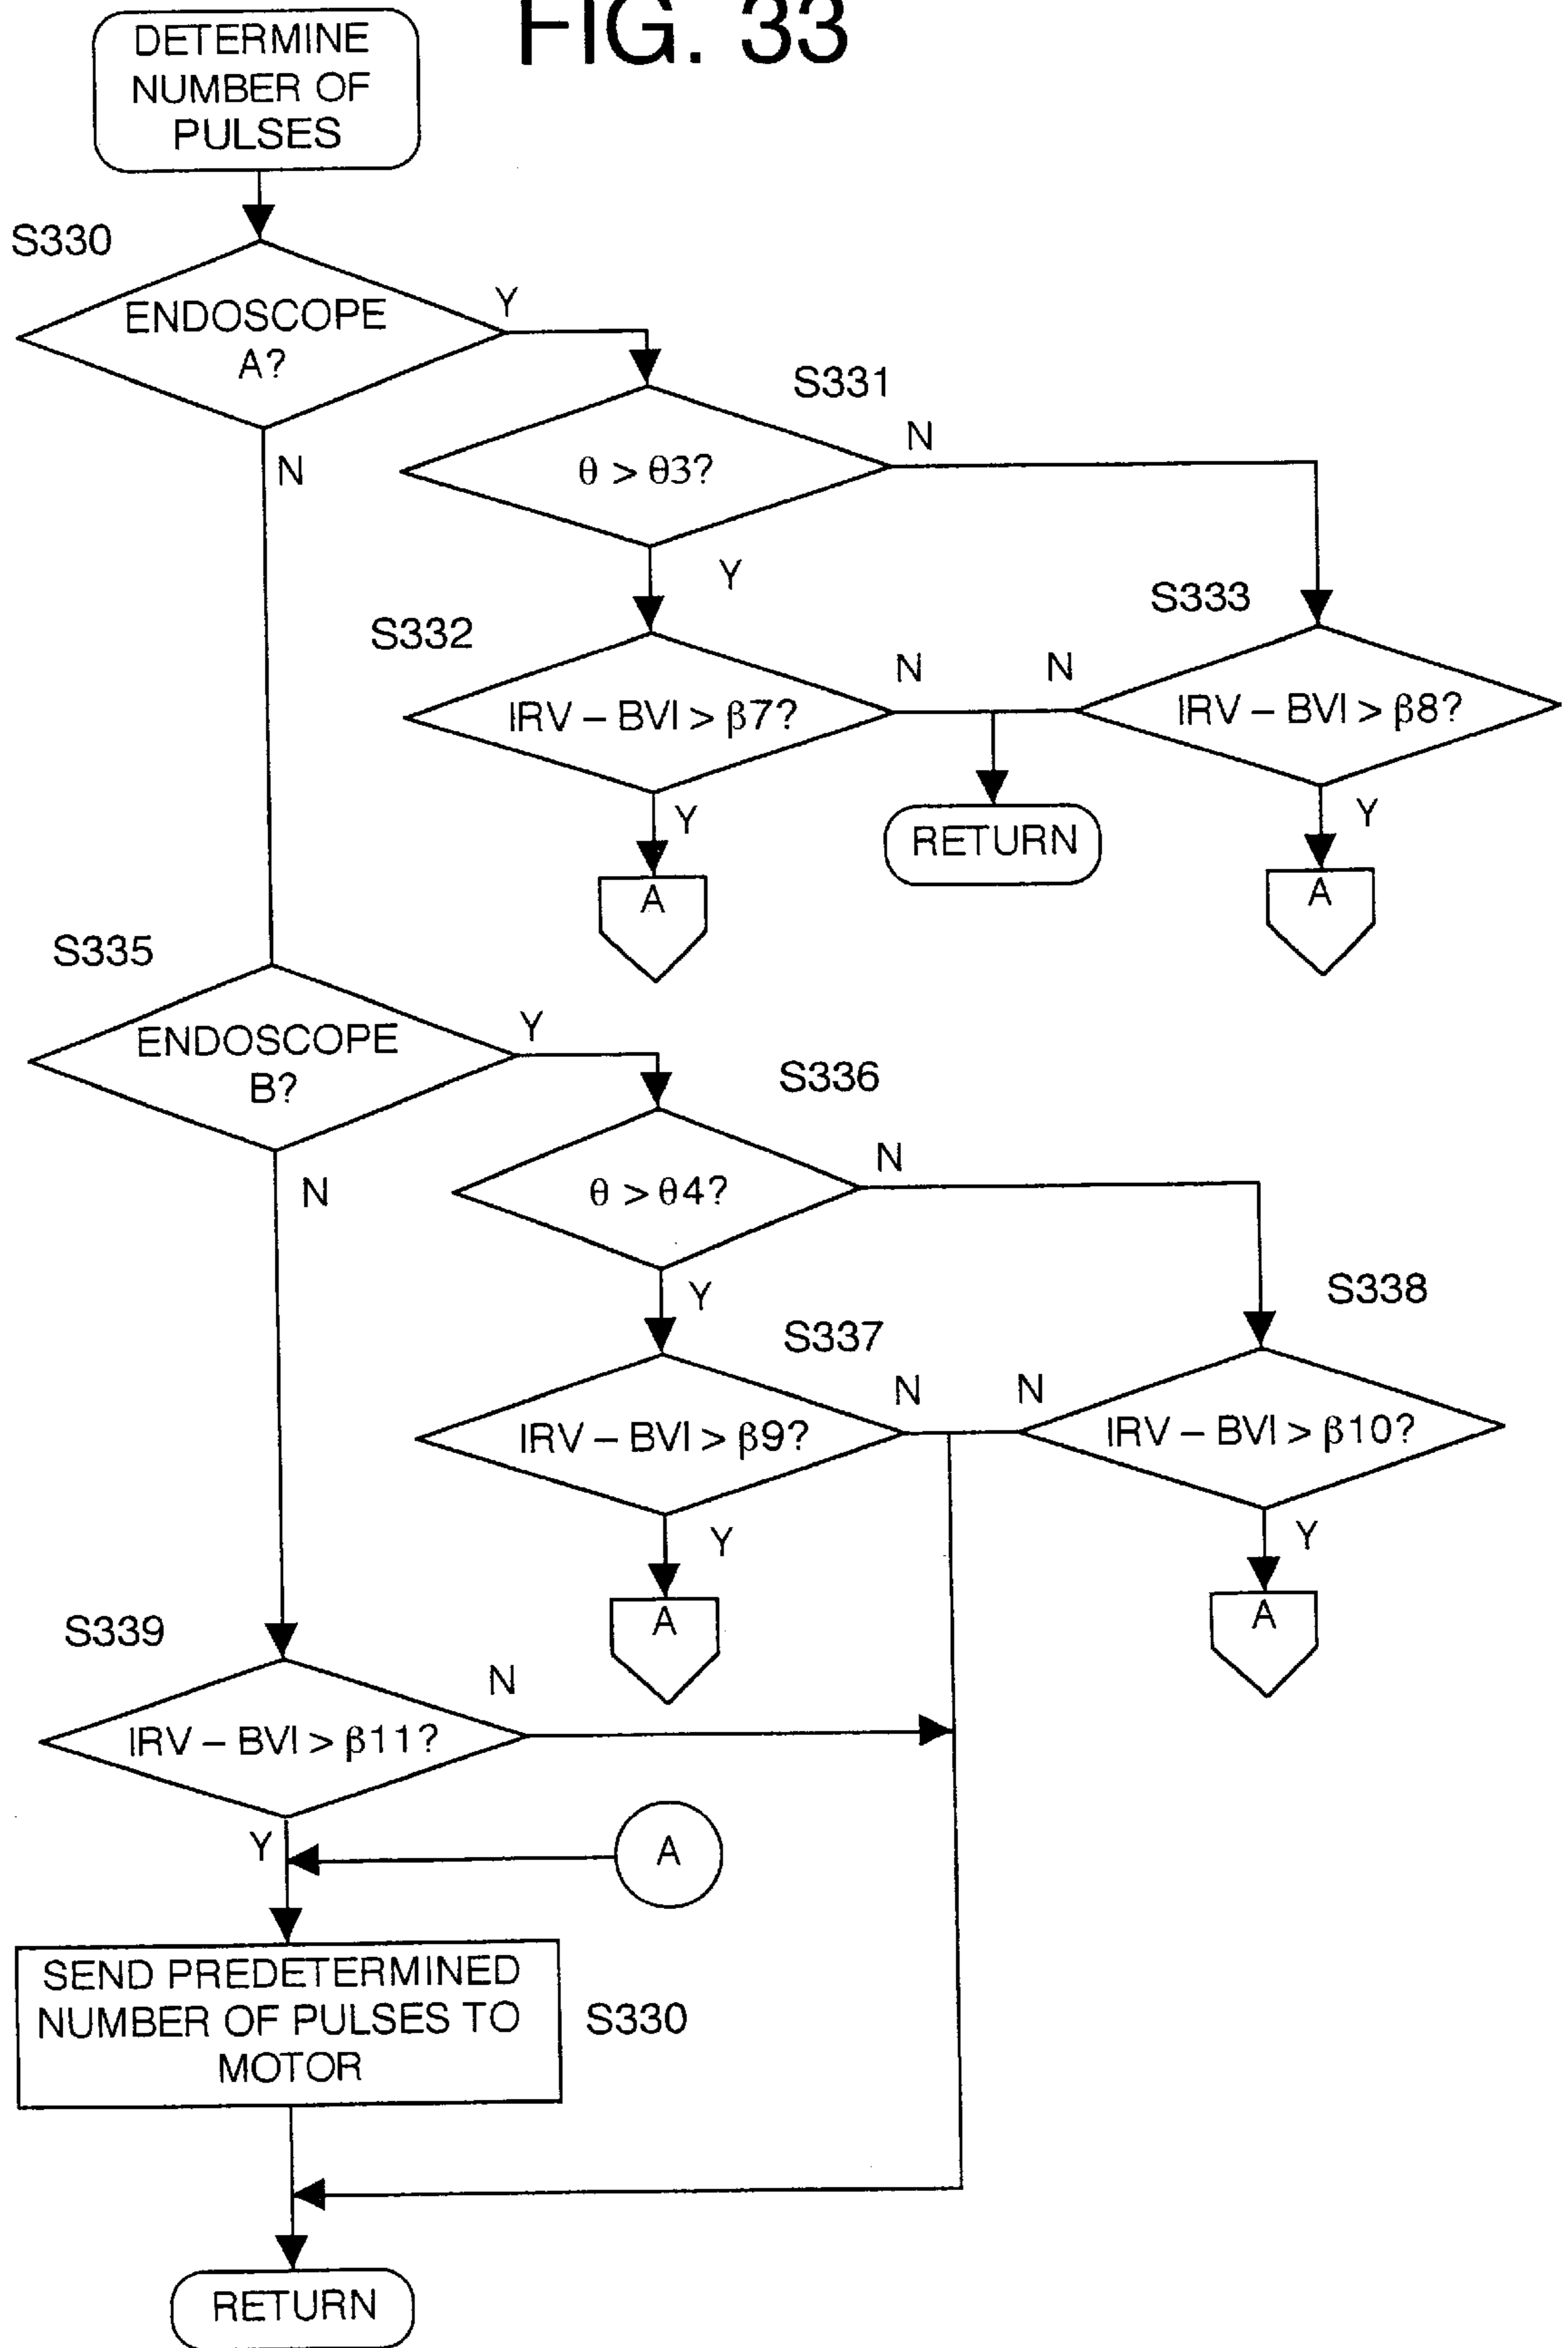 FIG. 33
DETERMINE
NUMBER OF
PULSES
S330
ENDOSCOPE
A?
Y
N
S331
θ > θ3?
N
Y
S332
IRV – BVI > β7?
N
Y
A
S333
IRV – BVI > β8?
N
Y
A
RETURN
S335
ENDOSCOPE
B?
Y
N
S336
θ > θ4?
N
Y
S337
IRV – BVI > β9?
N
Y
A
S338
IRV – BVI > β10?
N
Y
A
S339
IRV – BVI > β11?
N
Y
A
SEND PREDETERMINED
NUMBER OF PULSES TO
MOTOR
S330
RETURN